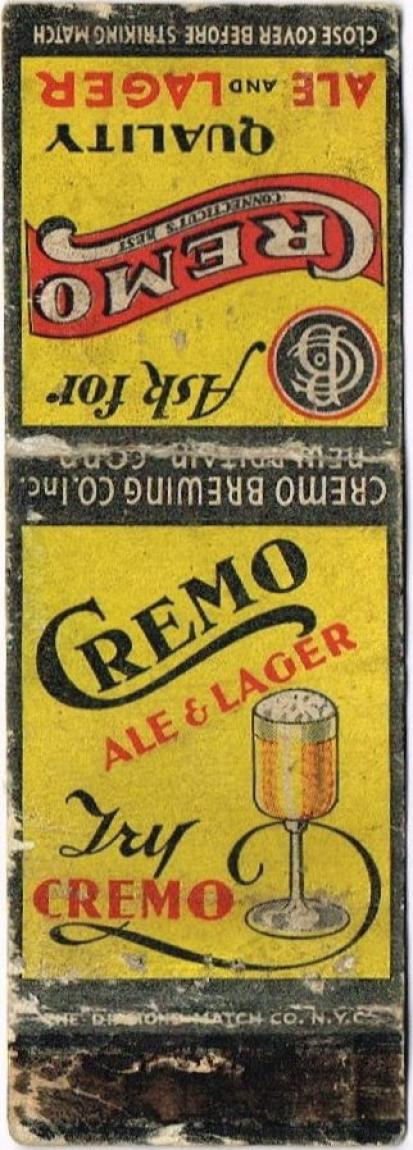 CLOSE COVER BEFORE STRIKING MATCH
Ask for
CREMO
CONNECTICUT'S BEST
QUALITY
ALE AND LAGER
CREMO BREWING CO. Inc.
NEW BRITAIN CONN.
CREMO
ALE & LAGER
Try
CREMO
THE DIAMOND MATCH CO. N.Y.C.